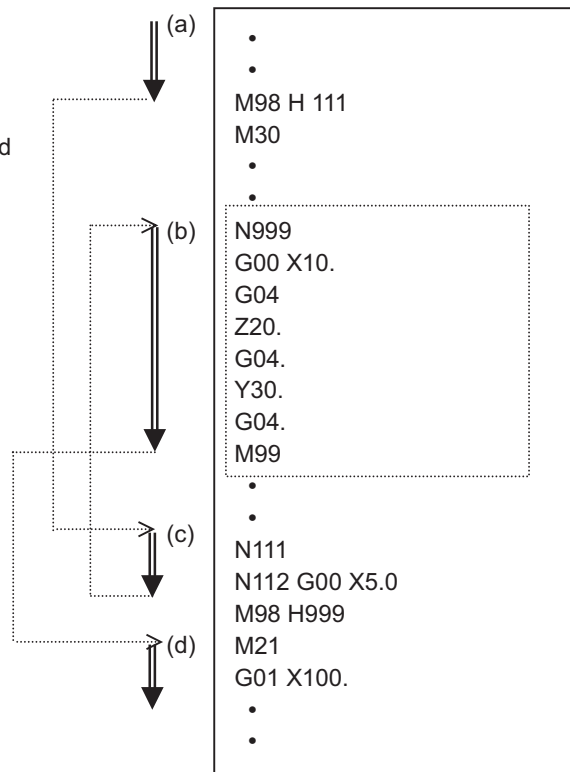 (a)
•
•
M98 H 111
M30
d
•
•
(b)
N999
G00 X10.
G04
Z20.
G04.
Y30.
G04.
M99
•
•
(c)
N111
N112 G00 X5.0
M98 H999
(d)
M21
G01 X100.
•
•